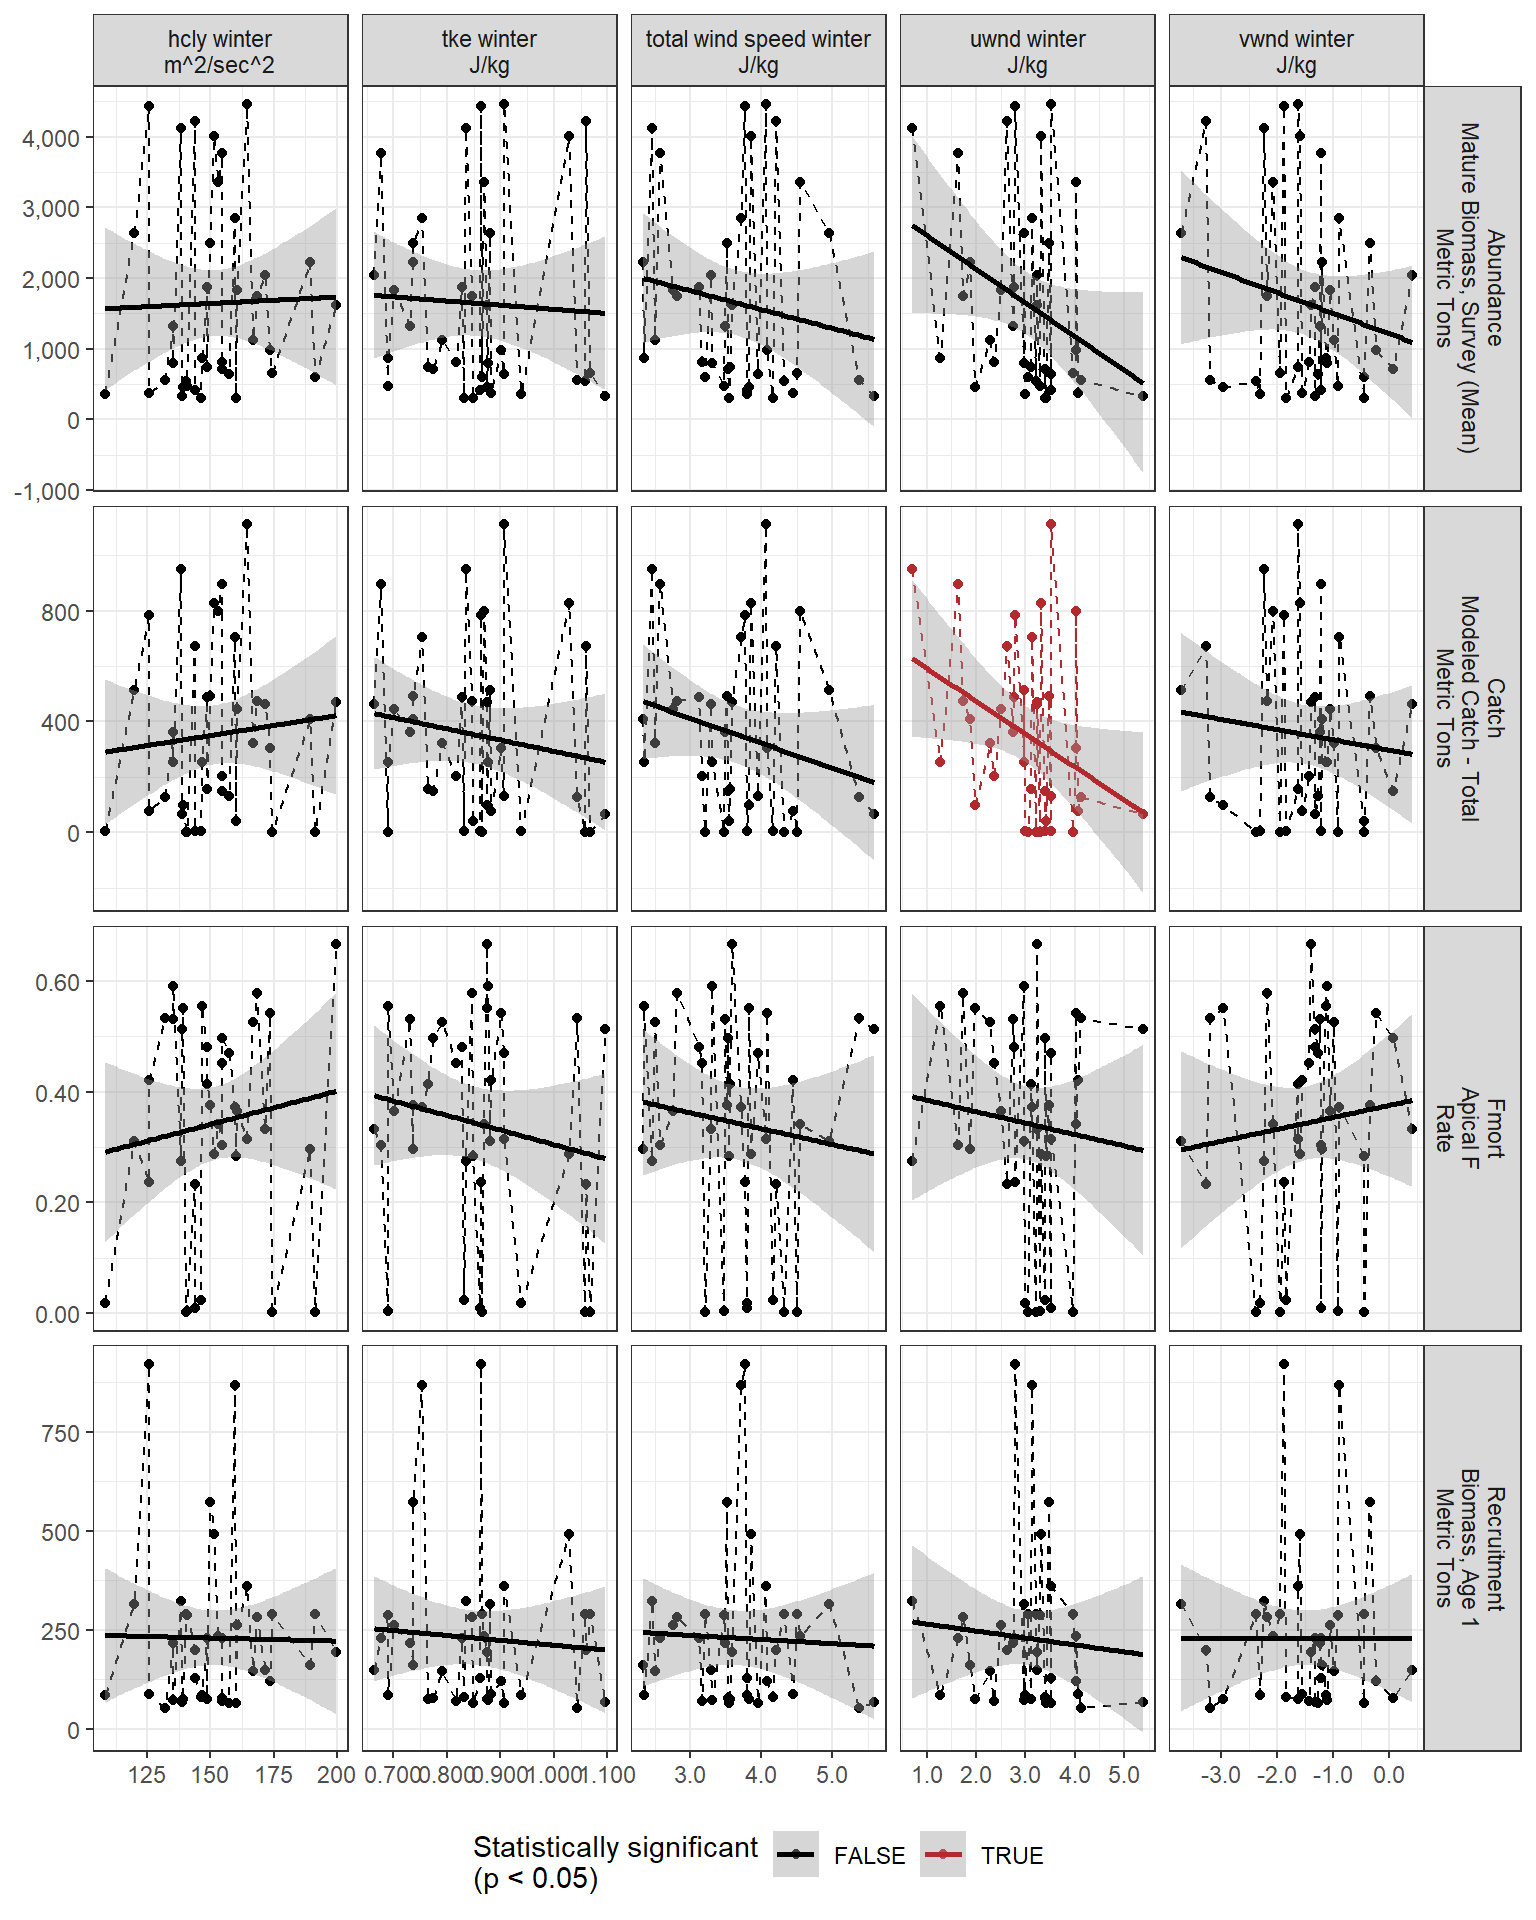 hcly winter
m^2/sec^2
tke winter
J/kg
total wind speed winter
J/kg
uwnd winter
J/kg
vwnd winter
J/kg
4,000
3,000
2,000
1,000
0
-1,000
Abundance
Mature Biomass, Survey (Mean)
Metric Tons
800
400
0
Catch
Modeled Catch - Total
Metric Tons
0.60
0.40
0.20
0.00
Fmort
Apical F
Rate
750
500
250
0
Recruitment
Biomass, Age 1
Metric Tons
125 150 175 200
0.700 0.800 0.900 1.000 1.100
3.0 4.0 5.0
1.0 2.0 3.0 4.0 5.0
-3.0 -2.0 -1.0 0.0
Statistically significant
(p < 0.05)
FALSE
TRUE